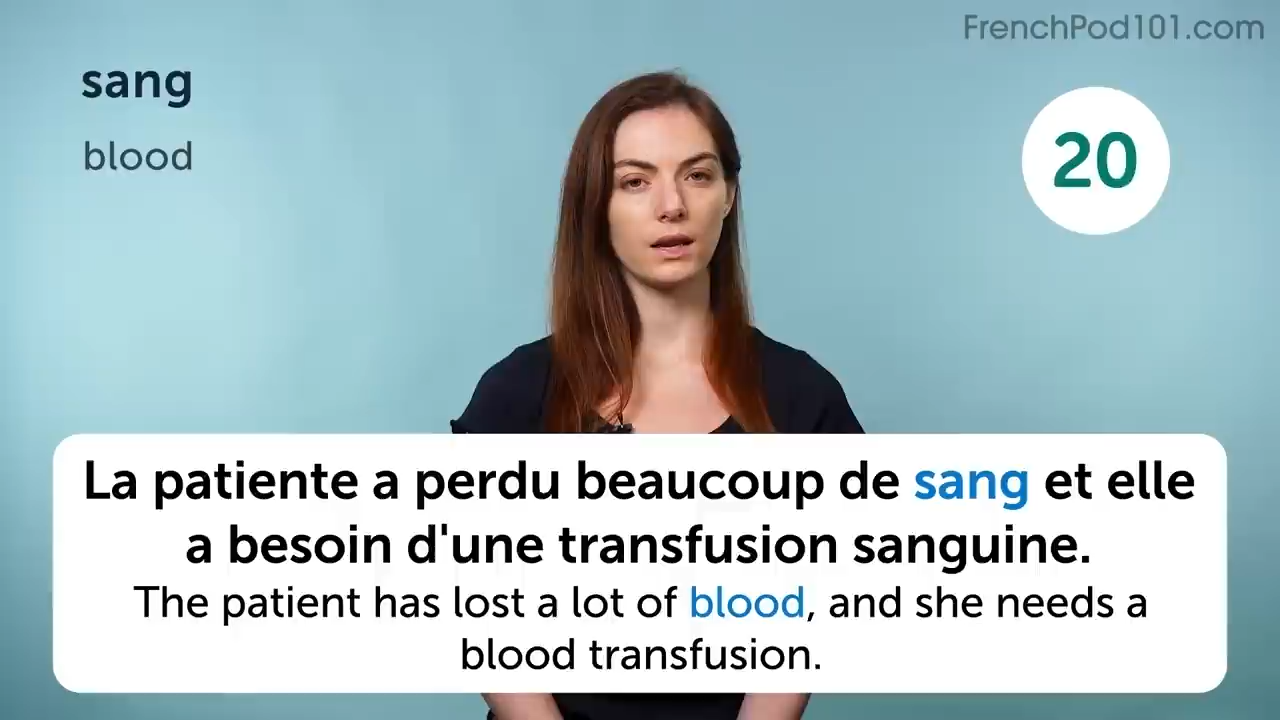 FrenchPod101.com
sang
blood
20
La patiente a perdu beaucoup de sang et elle
a besoin d'une transfusion sanguine.
The patient has lost a lot of blood, and she needs a
blood transfusion.